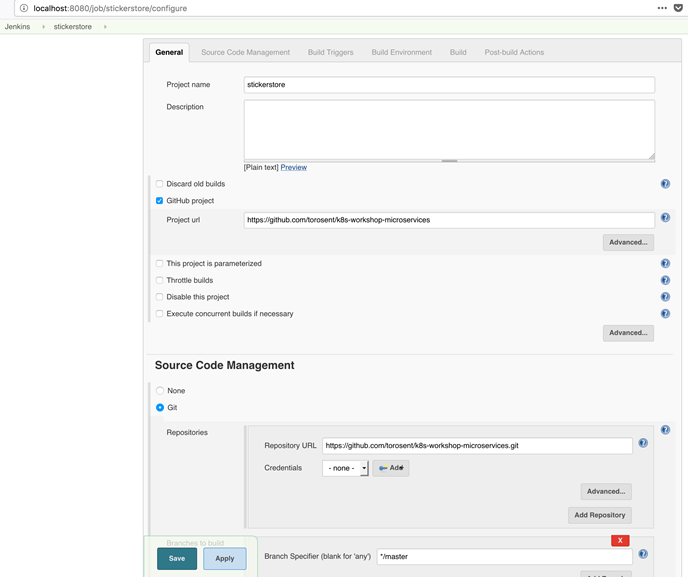 localhost:8080/job/stickerstore/configure
Jenkins stickerstore
General Source Code Management Build Triggers Build Environment Build Post-build Actions
Project name stickerstore
Description
[Plain text] Preview
Discard old builds
GitHub project
Project url https://github.com/torosent/k8s-workshop-microservices
Advanced...
This project is parameterized
Throttle builds
Disable this project
Execute concurrent builds if necessary
Advanced...
Source Code Management
None
Git
Repositories
Repository URL https://github.com/torosent/k8s-workshop-microservices.git
Credentials - none - Add
Advanced...
Add Repository
Branches to build X
Save Apply Branch Specifier (blank for 'any') */master